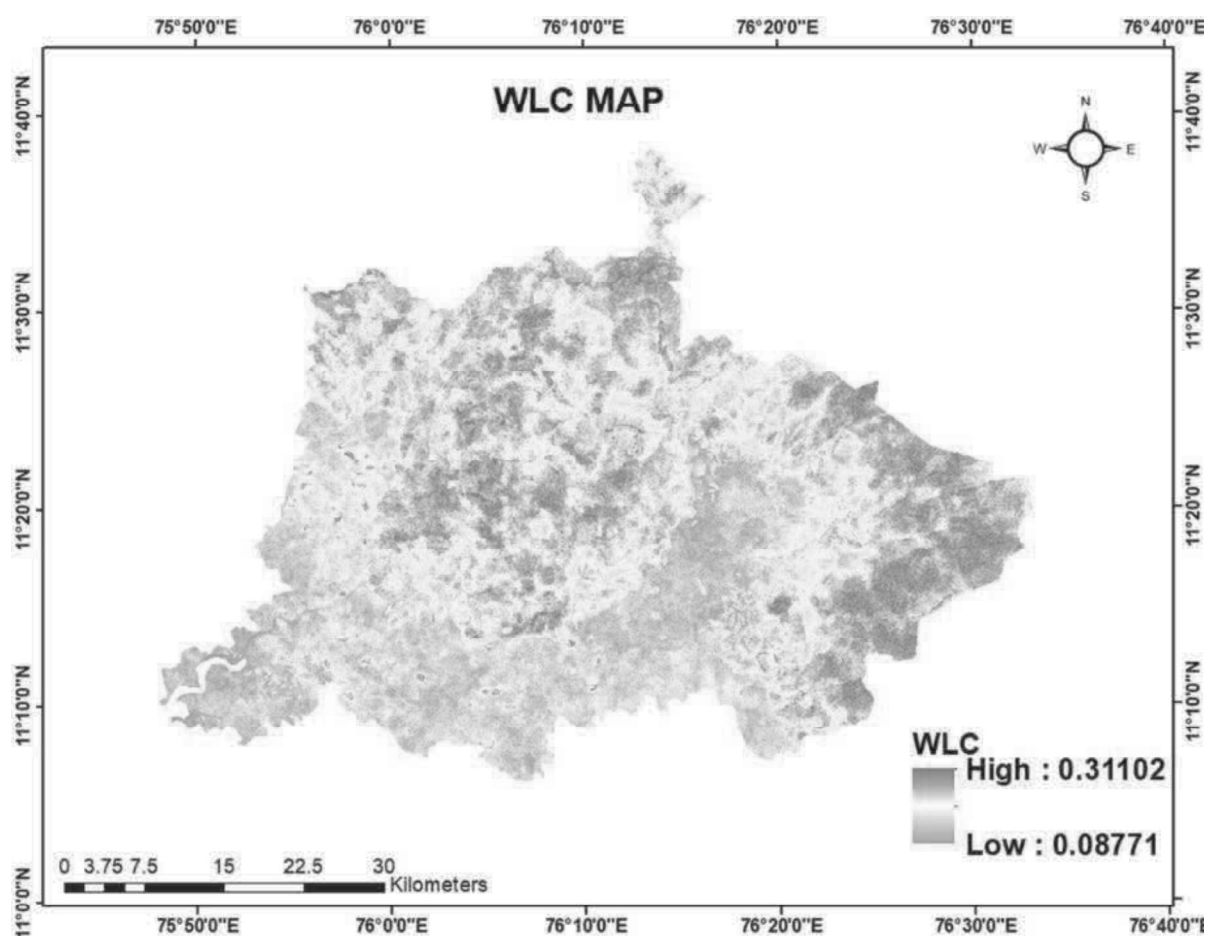 75°50'0"E 76°0'0"E 76°10'0"E 76°20'0"E 76°30'0"E 76°40'0"E
WLC MAP
N
W E
S
11°40'0"N 11°40'0"N
11°30'0"N 11°30'0"N
11°20'0"N 11°20'0"N
11°10'0"N 11°10'0"N
WLC
High : 0.31102
Low : 0.08771
0 3.75 7.5 15 22.5 30
Kilometers
11°0'0"N 11°0'0"N
75°50'0"E 76°0'0"E 76°10'0"E 76°20'0"E 76°30'0"E 76°40'0"E